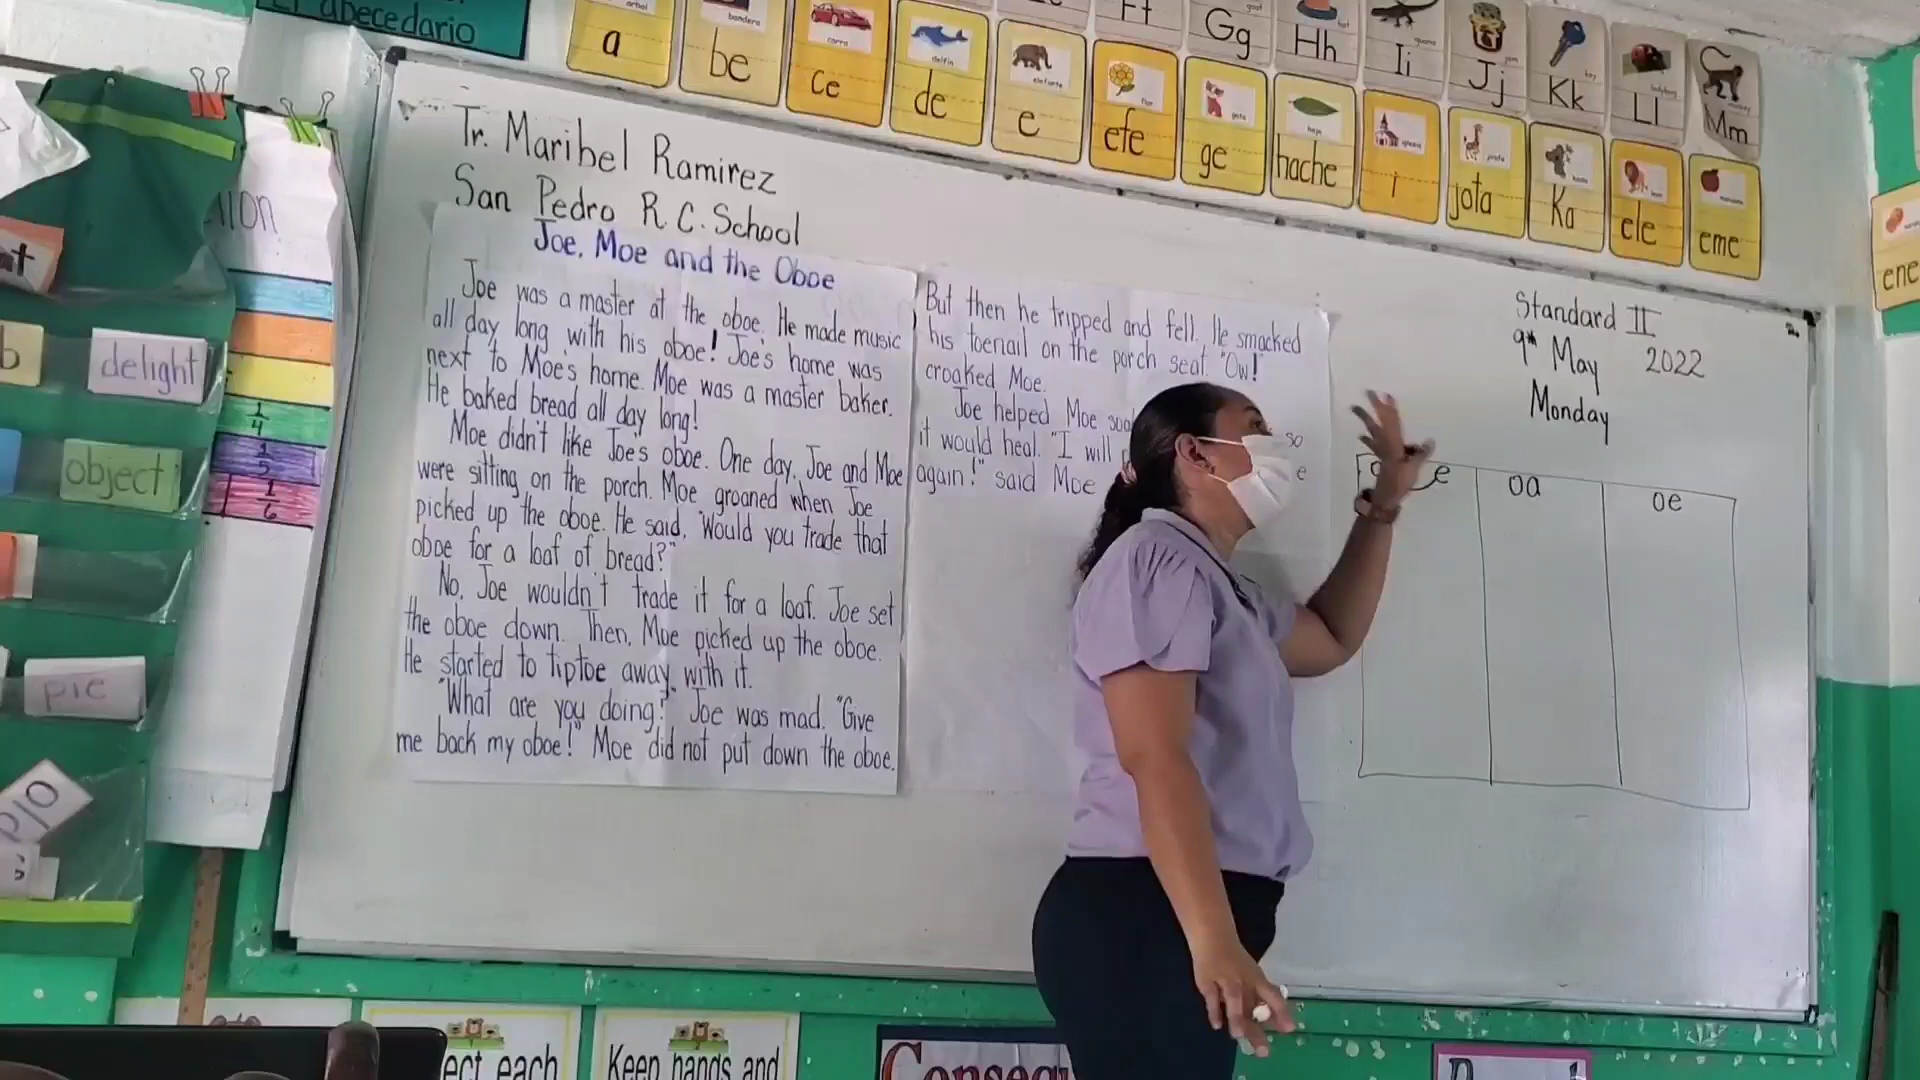 El abecedario
a
be
ce
de
e
efe
ge
hache
i
jota
ka
ele
eme
ene
Ff
Gg
Hh
Ii
Jj
Kk
Ll
Mm
Tr. Maribel Ramirez
San Pedro R.C. School
Joe, Moe and the Oboe
Joe was a master at the oboe. He made music
all day long with his oboe! Joe's home was
next to Moe's home. Moe was a master baker.
He baked bread all day long!
Moe didn't like Joe's oboe. One day, Joe and Moe
were sitting on the porch. Moe groaned when Joe
picked up the oboe. He said, "Would you trade that
oboe for a loaf of bread?"
No, Joe wouldn't trade it for a loaf. Joe set
the oboe down. Then, Moe picked up the oboe.
He started to tiptoe away with it.
"What are you doing?" Joe was mad. "Give
me back my oboe!" Moe did not put down the oboe.
But then he tripped and fell. He smacked
his toenail on the porch seat. "Ow!"
croaked Moe.
Joe helped Moe so
it would heal. "I will
again!" said Moe
Standard II
9th May 2022
Monday
oa
oe
delight
object
pie
1/4
1/5
1/6
ect each
Keep hands and
Consequ